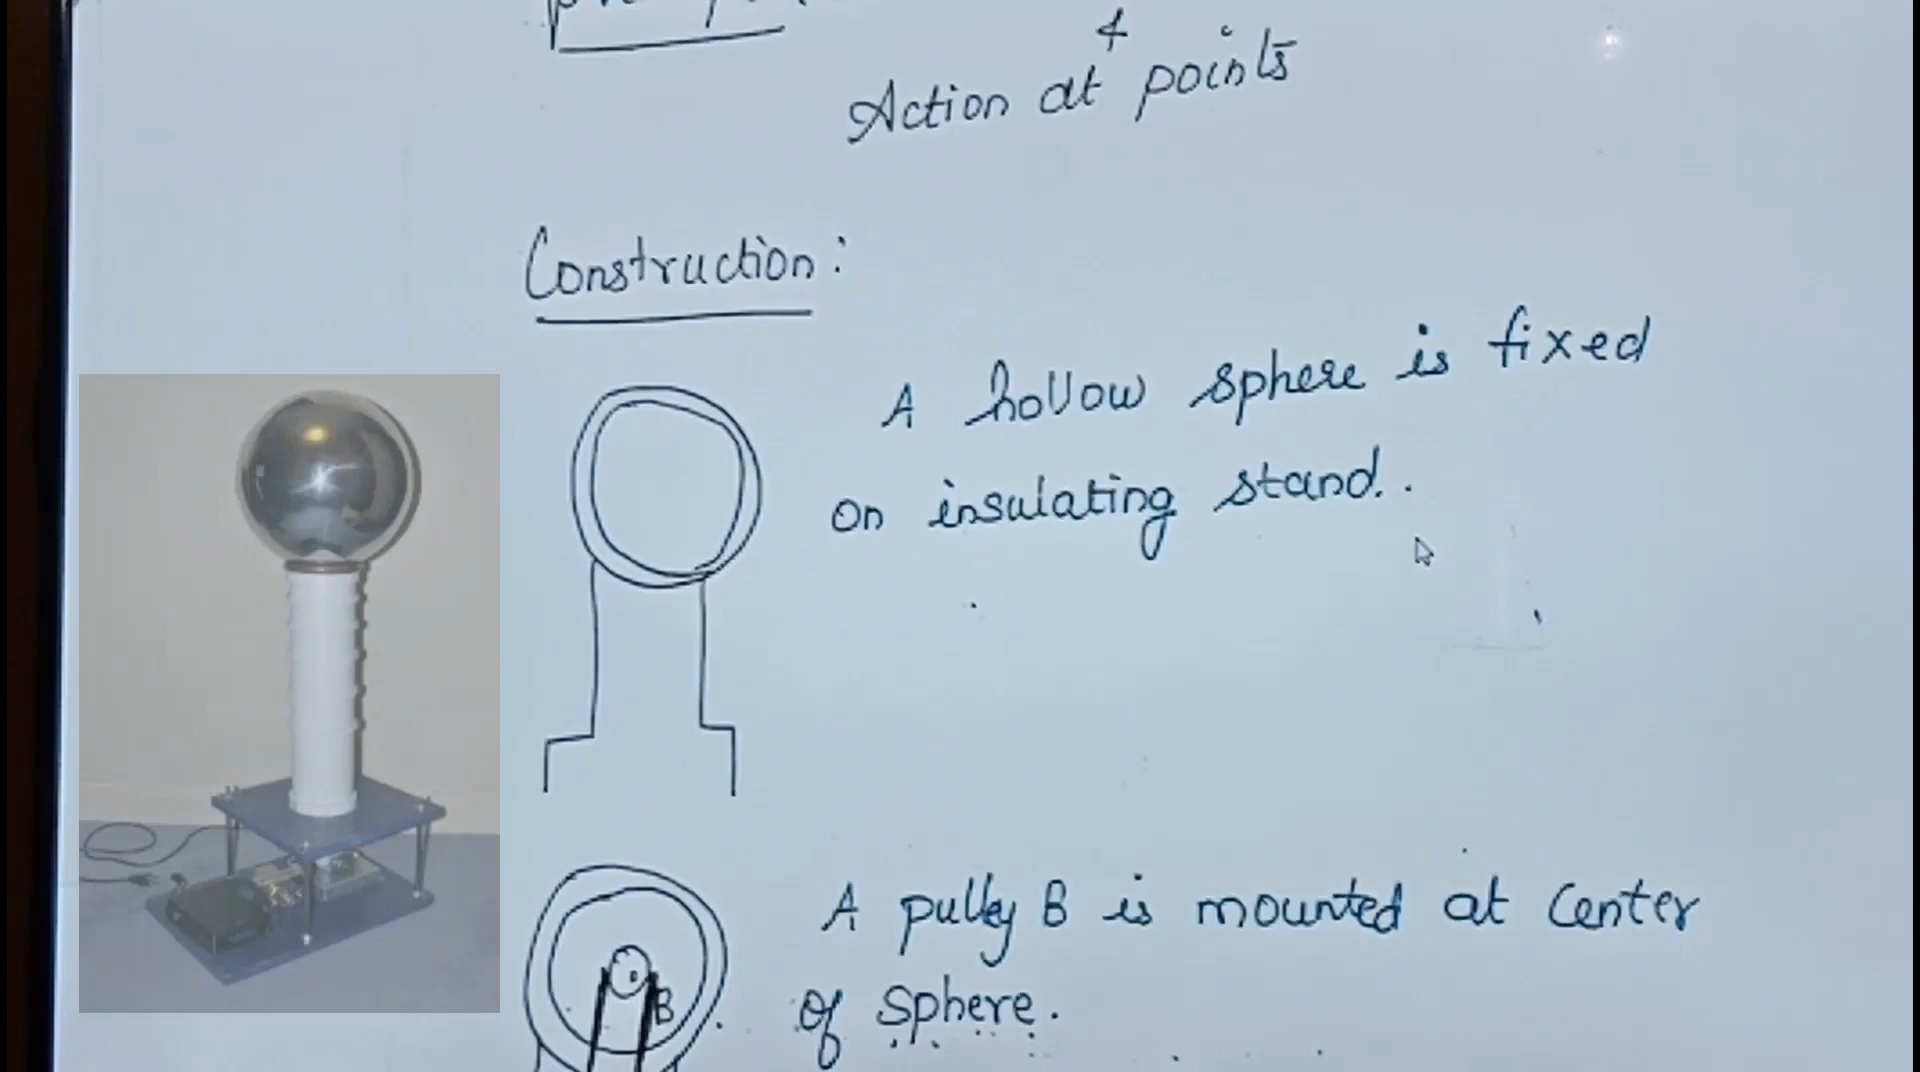 &
Action at points
Construction:
A hollow sphere is fixed
on insulating stand.
A pulley B is mounted at center
B
of sphere.